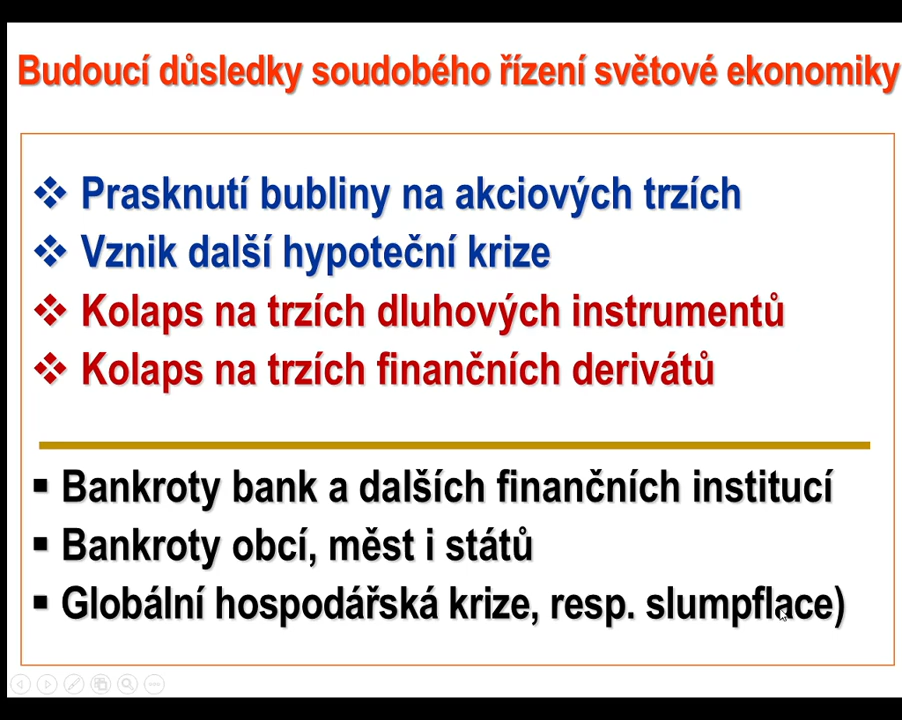 Budoucí důsledky soudobého řízení světové ekonomiky
Prasknutí bubliny na akciových trzích
Vznik další hypoteční krize
Kolaps na trzích dluhových instrumentů
Kolaps na trzích finančních derivátů
Bankroty bank a dalších finančních institucí
Bankroty obcí, měst i států
Globální hospodářská krize, resp. slumpflace)